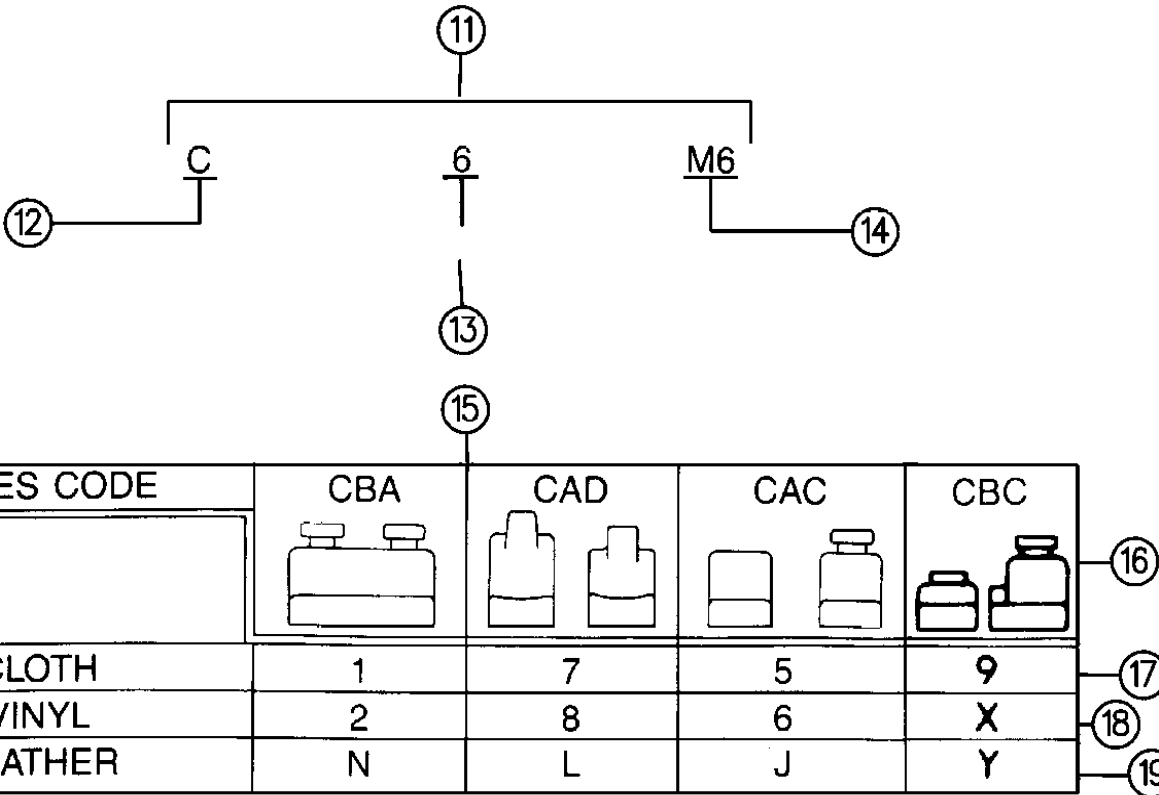 11
C 6 M6
12 14
13
15
ES CODE CBA CAD CAC CBC
16
CLOTH 1 7 5 9 17
VINYL 2 8 6 X 18
ATHER N L J Y 19